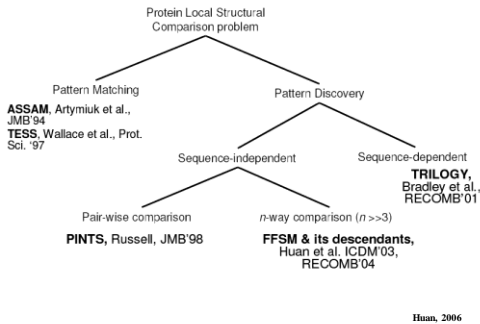 Protein Local Structural
Comparison problem
Pattern Matching
ASSAM, Artymiuk et al.,
JMB'94
TESS, Wallace et al., Prot.
Sci. '97
Pattern Discovery
Sequence-independent
Sequence-dependent
TRILOGY,
Bradley et al.,
RECOMB'01
Pair-wise comparison
PINTS, Russell, JMB'98
n-way comparison (n >>3)
FFSM & its descendants,
Huan et al. ICDM'03,
RECOMB'04
Huan, 2006